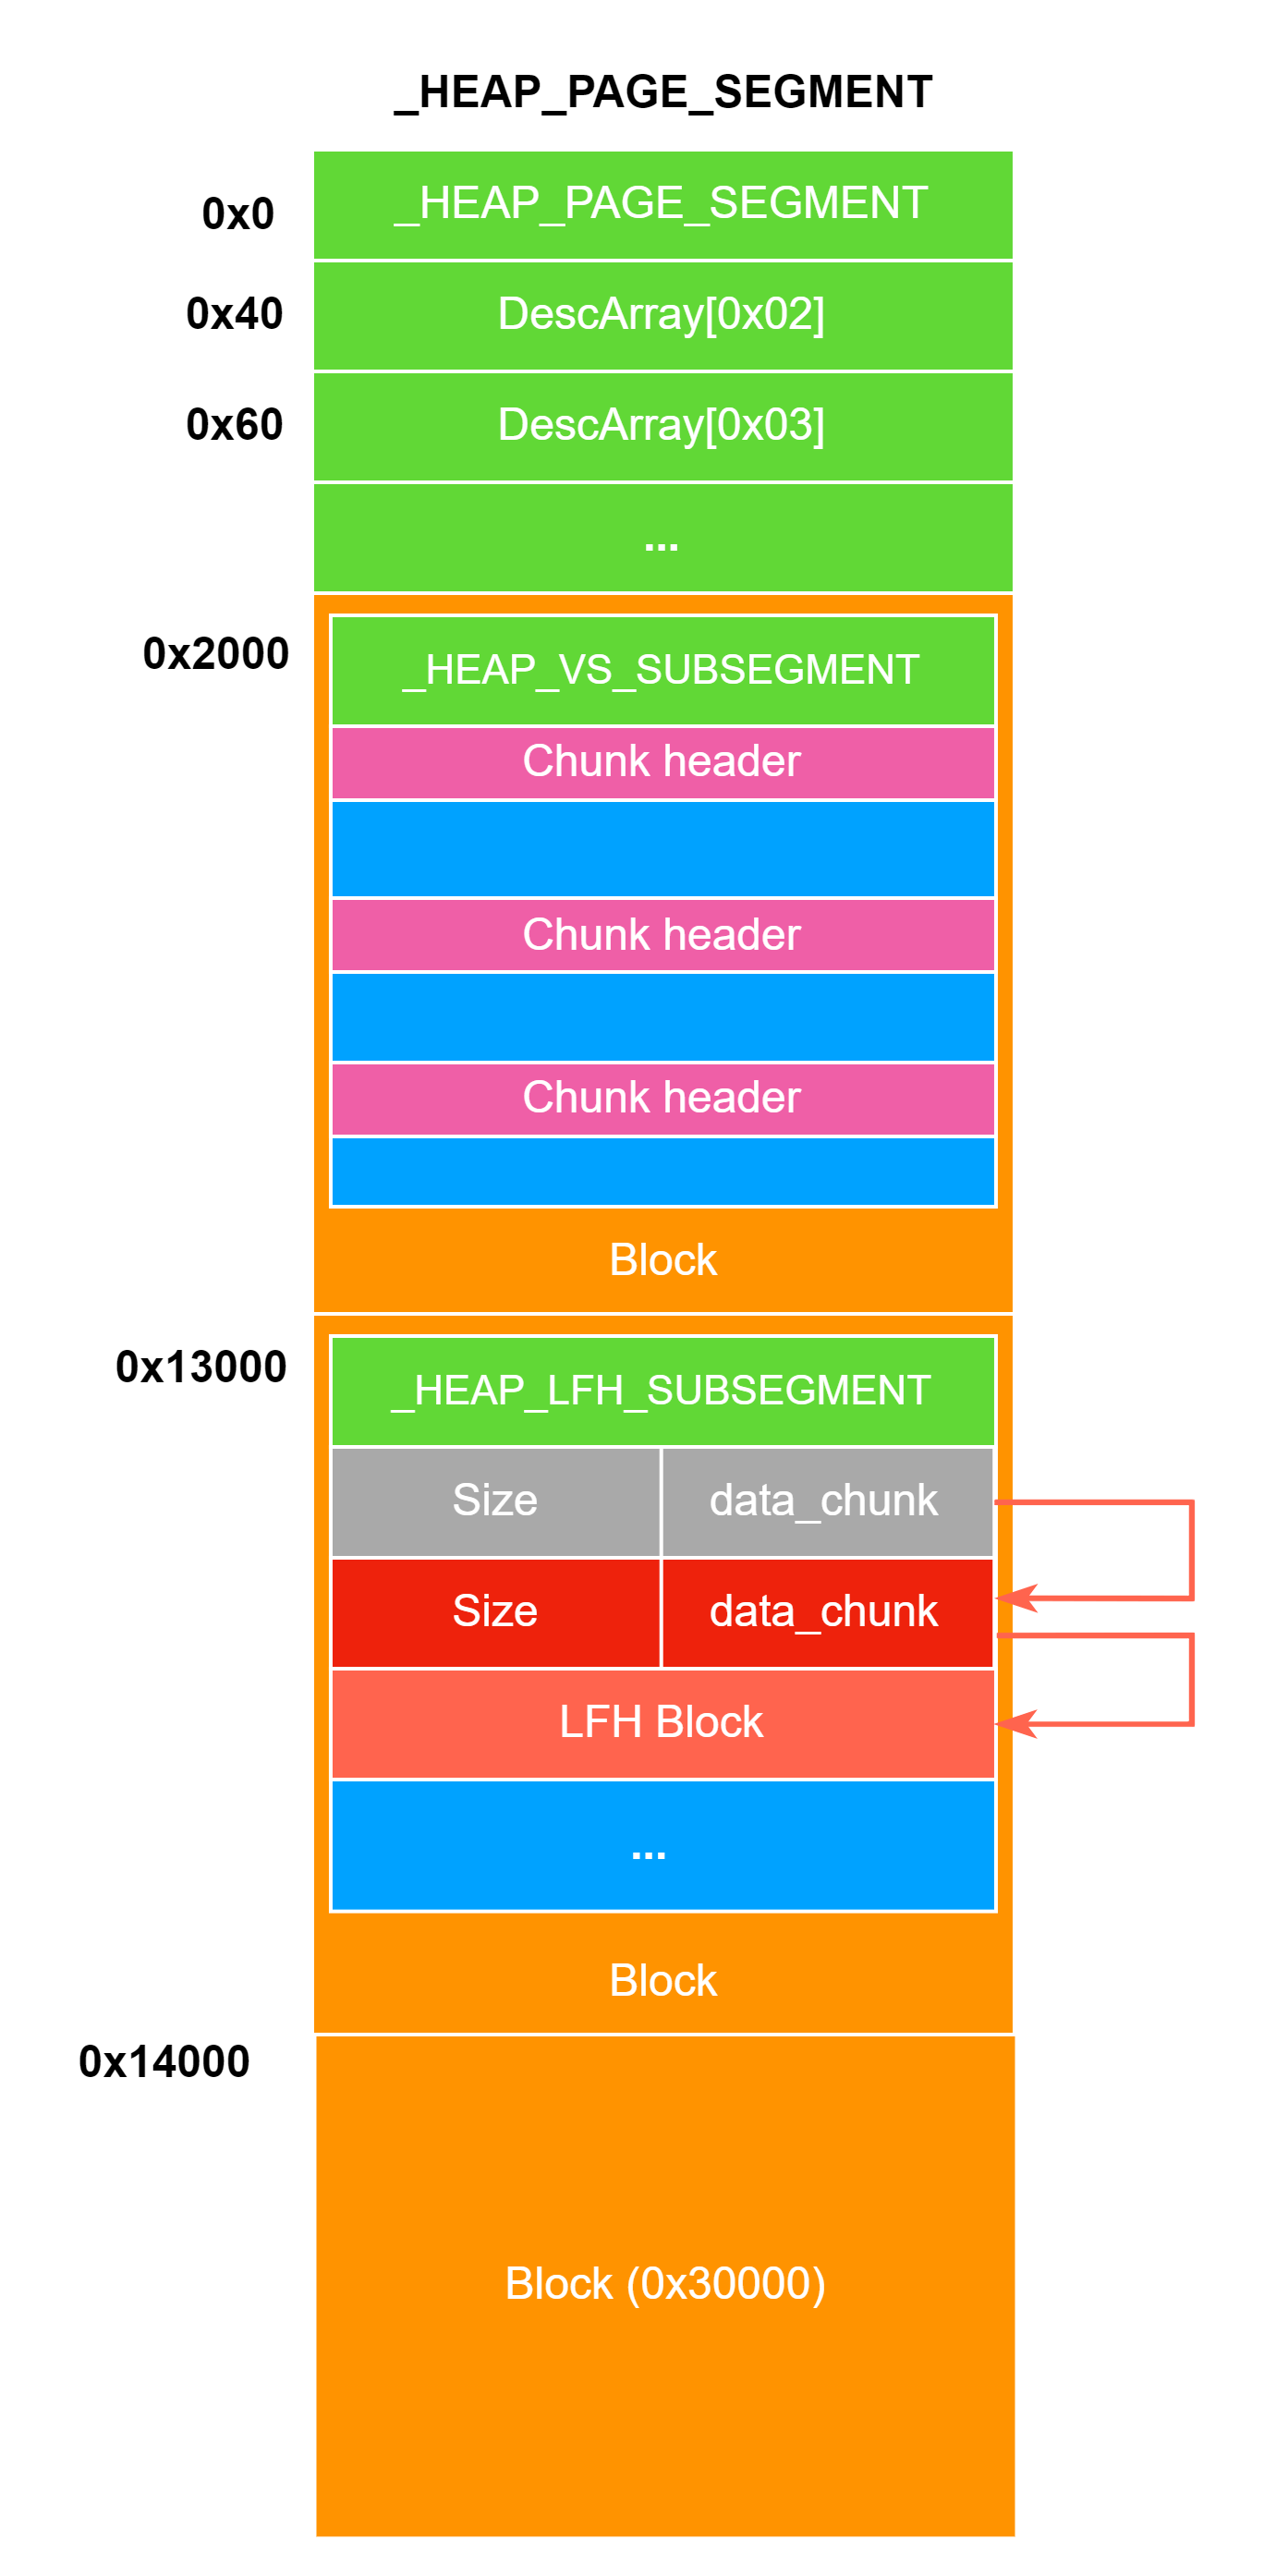 _HEAP_PAGE_SEGMENT
0x0
_HEAP_PAGE_SEGMENT
0x40
DescArray[0x02]
0x60
DescArray[0x03]
...
0x2000
_HEAP_VS_SUBSEGMENT
Chunk header
Chunk header
Chunk header
Block
0x13000
_HEAP_LFH_SUBSEGMENT
Size data_chunk
Size data_chunk
LFH Block
...
Block
0x14000
Block (0x30000)